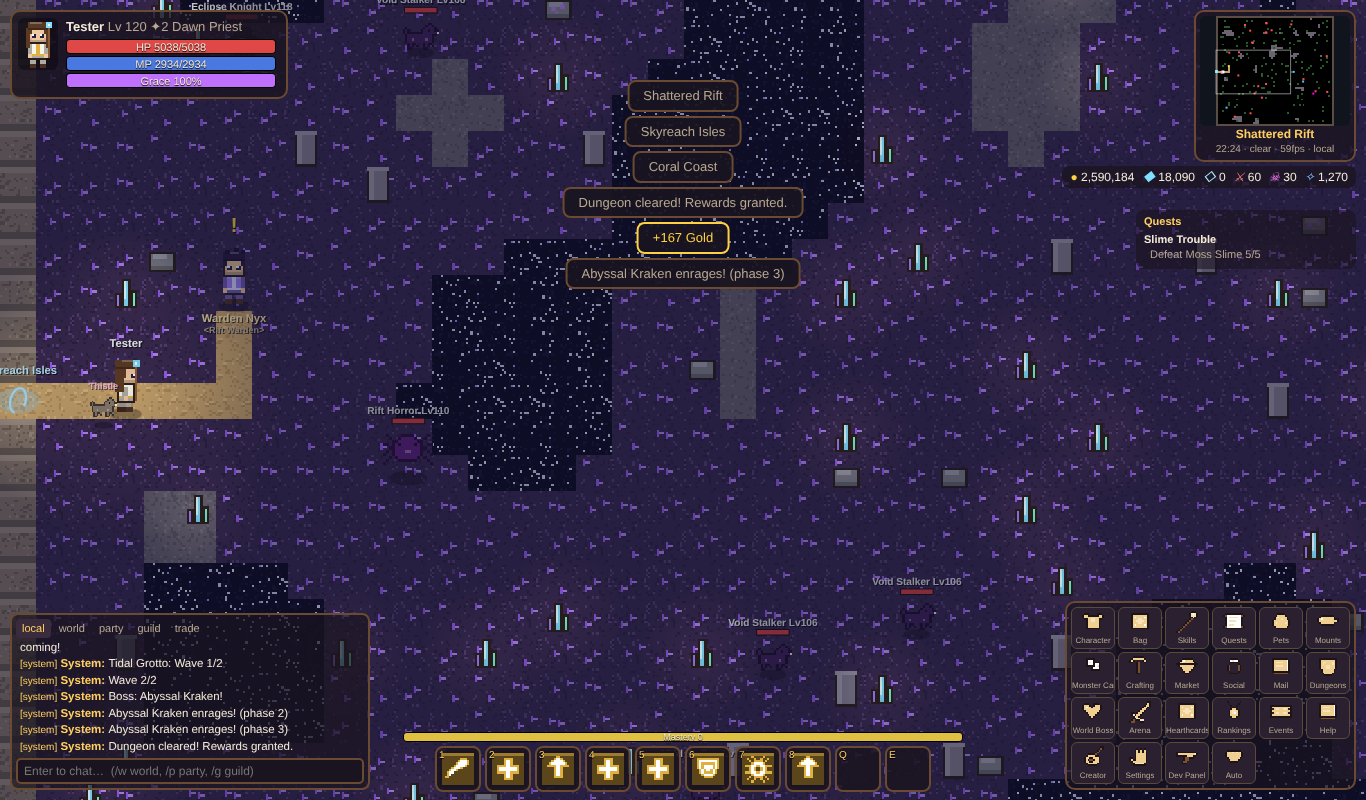 Eclipse Knight Lv118
Void Stalker Lv106
Tester Lv 120 ✦2 Dawn Priest
HP 5038/5038
MP 2934/2934
Grace 100%
Shattered Rift
Skyreach Isles
Coral Coast
Dungeon cleared! Rewards granted.
+167 Gold
Abyssal Kraken enrages! (phase 3)
Shattered Rift
22:24 · clear · 59fps · local
2,590,184 18,090 0 60 30 1,270
Quests
Slime Trouble
Defeat Moss Slime 5/5
!
Warden Nyx
<Rift Warden>
Tester
reach Isles
Thistle
Rift Horror Lv110
Void Stalker Lv106
Void Stalker Lv106
local world party guild trade
coming!
[system] System: Tidal Grotto: Wave 1/2
[system] System: Wave 2/2
[system] System: Boss: Abyssal Kraken!
[system] System: Abyssal Kraken enrages! (phase 2)
[system] System: Abyssal Kraken enrages! (phase 3)
[system] System: Dungeon cleared! Rewards granted.
Enter to chat… (/w world, /p party, /g guild)
Mastery 0
1 2 3 4 5 6 7 8 Q E
Character Bag Skills Quests Pets Mounts
Monster Ca Crafting Market Social Mail Dungeons
World Boss Arena Hearthcards Rankings Events Help
Creator Settings Dev Panel Auto